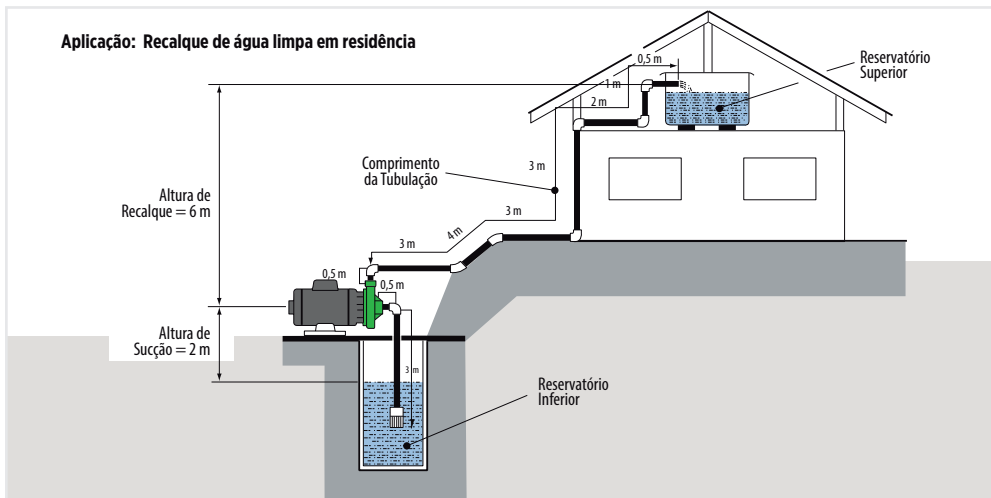 Aplicação: Recalque de água limpa em residência
0,5 m
Reservatório
Superior
1 m
2 m
3 m
Comprimento
da Tubulação
Altura de
Recalque = 6 m
3 m
4 m
3 m
0,5 m
0,5 m
Altura de
Sucção = 2 m
3 m
Reservatório
Inferior